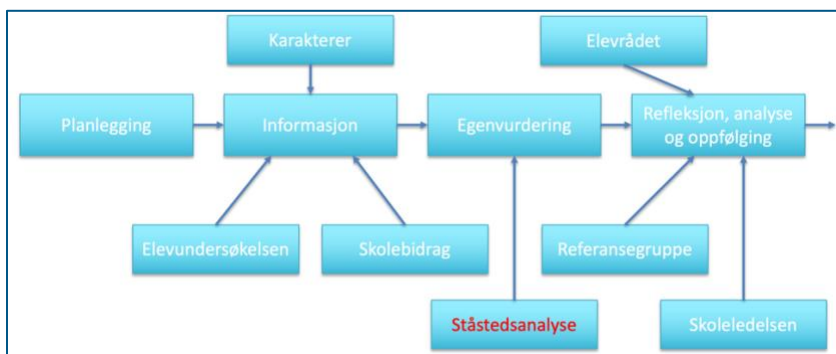 Karakterer
Elevrådet
Planlegging
Informasjon
Egenvurdering
Refleksjon, analyse
og oppfølging
Elevundersøkelsen
Skolebidrag
Referansegruppe
Ståstedsanalyse
Skoleledelsen